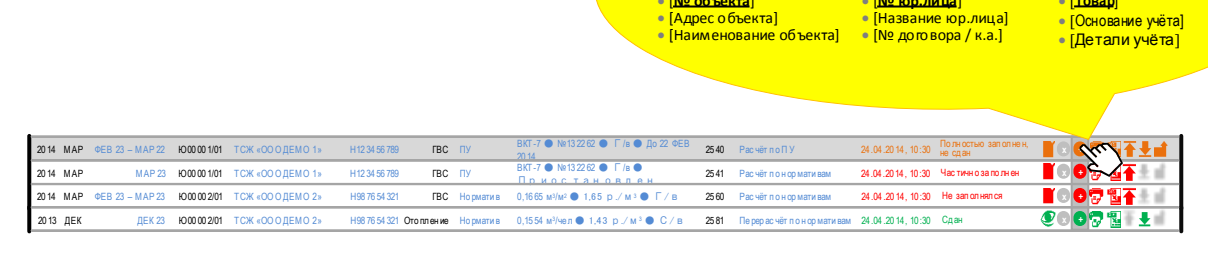 [№ объекта] [№ юр.лица] [Товар]
• [Адрес объекта] • [Название юр.лица] • [Основание учёта]
• [Наименование объекта] • [№ договора / к.а.] • [Детали учёта]
2014 МАР ФЕВ 23 – МАР 22 Ю00001/01 ТСЖ «ООО ДЕМО 1» Н123456789 ГВС ПУ ВКТ-7 ● №132262 ● Г/в ● До 22 ФЕВ 2014 2540 Расчёт по ПУ 24.04.2014, 10:30 Полностью заполнен, не сдан
2014 МАР МАР 23 Ю00001/01 ТСЖ «ООО ДЕМО 1» Н123456789 ГВС ПУ ВКТ-7 ● №132262 ● Г/в ● Приостановлен 2541 Расчёт по нормативам 24.04.2014, 10:30 Частично заполнен
2014 МАР ФЕВ 23 – МАР 22 Ю00002/01 ТСЖ «ООО ДЕМО 2» Н987654321 ГВС Норматив 0,1665 м³/м² ● 1,65 р./м³ ● Г/в 2560 Расчёт по нормативам 24.04.2014, 10:30 Не заполнялся
2013 ДЕК ДЕК 23 Ю00002/01 ТСЖ «ООО ДЕМО 2» Н987654321 Отопление Норматив 0,1554 м³/чел ● 1,43 р./м³ ● С/в 2581 Перерасчёт по нормативам 24.04.2014, 10:30 Сдан